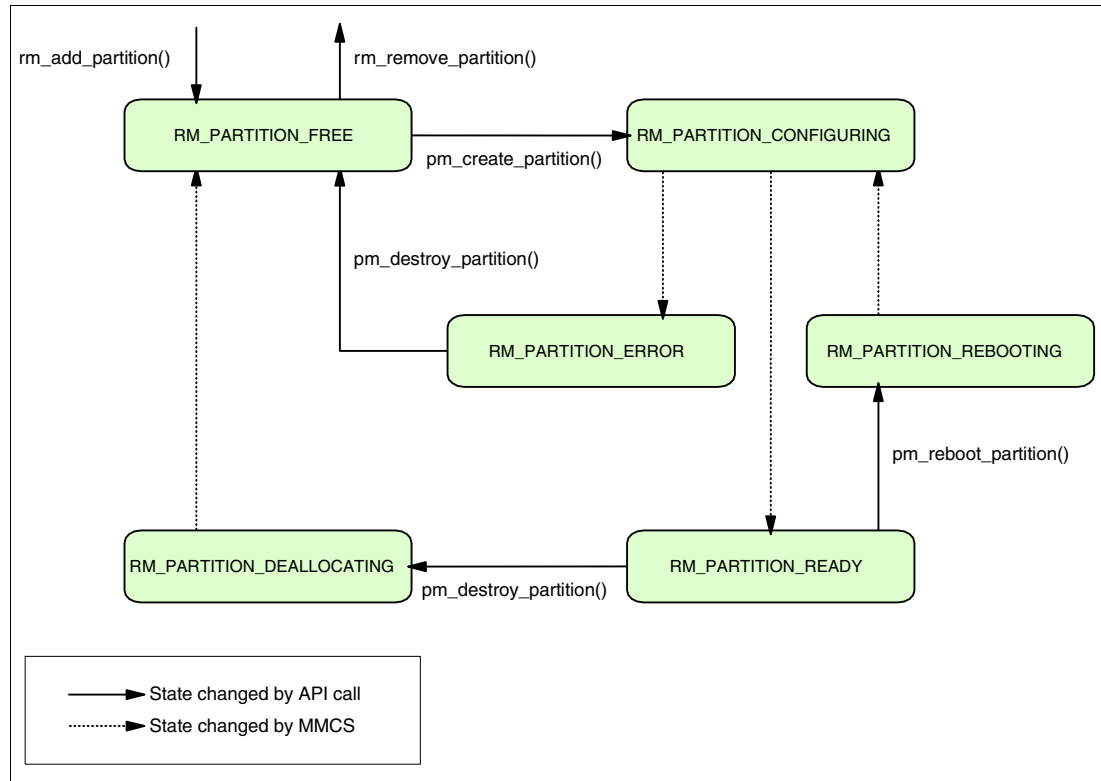 rm_add_partition()
rm_remove_partition()
RM_PARTITION_FREE
RM_PARTITION_CONFIGURING
pm_create_partition()
pm_destroy_partition()
RM_PARTITION_ERROR
RM_PARTITION_REBOOTING
pm_reboot_partition()
RM_PARTITION_DEALLOCATING
RM_PARTITION_READY
pm_destroy_partition()
State changed by API call
State changed by MMCS